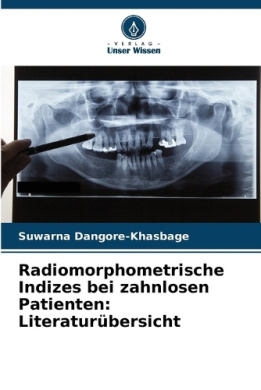 - VERLAG -
Unser Wissen
Suwarna Dangore-Khasbage
Radiomorphometrische
Indizes bei zahnlosen
Patienten:
Literaturübersicht